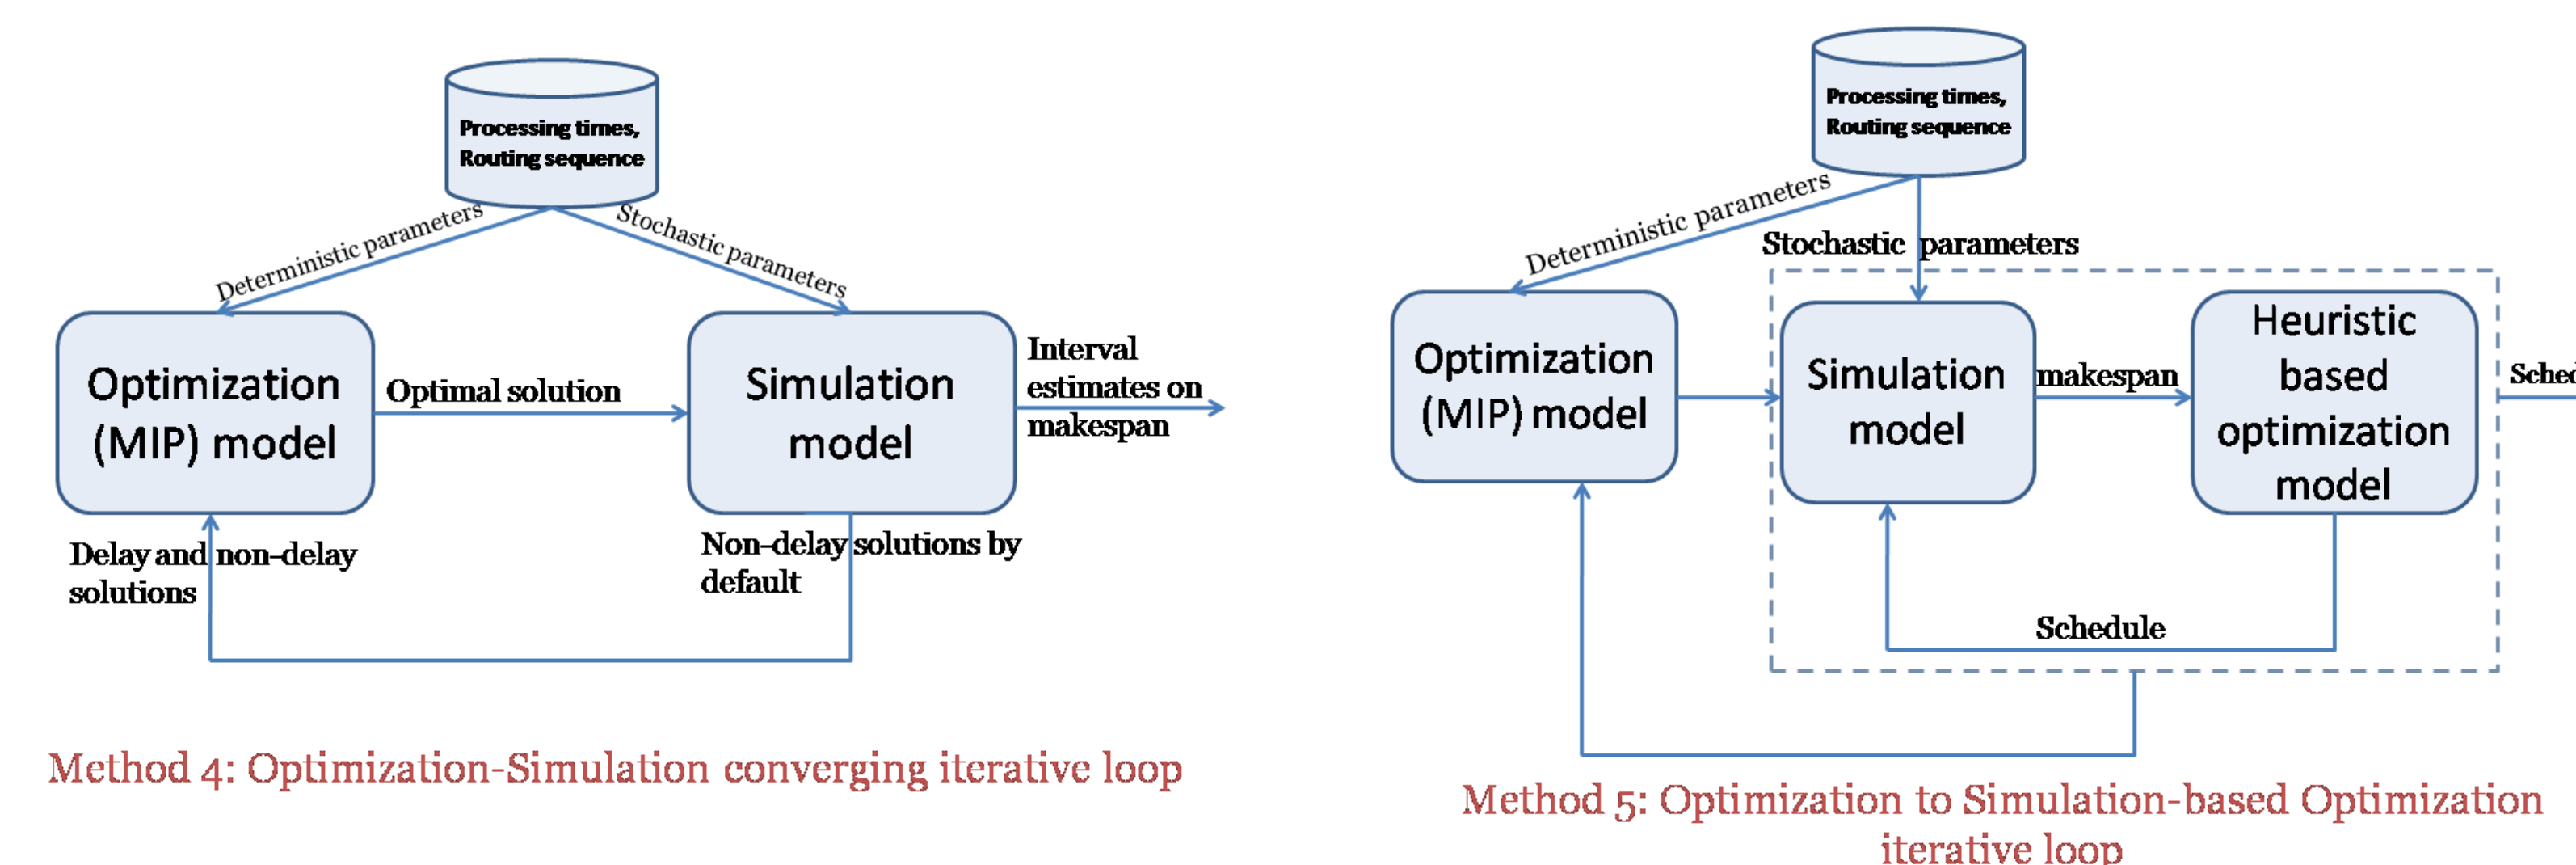 Processing times,
Routing sequence
Deterministic parameters
Stochastic parameters
Optimization
(MIP) model
Optimal solution
Simulation
model
Interval
estimates on
makespan
Delay and non-delay
solutions
Non-delay solutions by
default
Method 4: Optimization-Simulation converging iterative loop
Processing times,
Routing sequence
Deterministic parameters
Stochastic parameters
Optimization
(MIP) model
Simulation
model
makespan
Heuristic
based
optimization
model
Schedule
Method 5: Optimization to Simulation-based Optimization
iterative loop